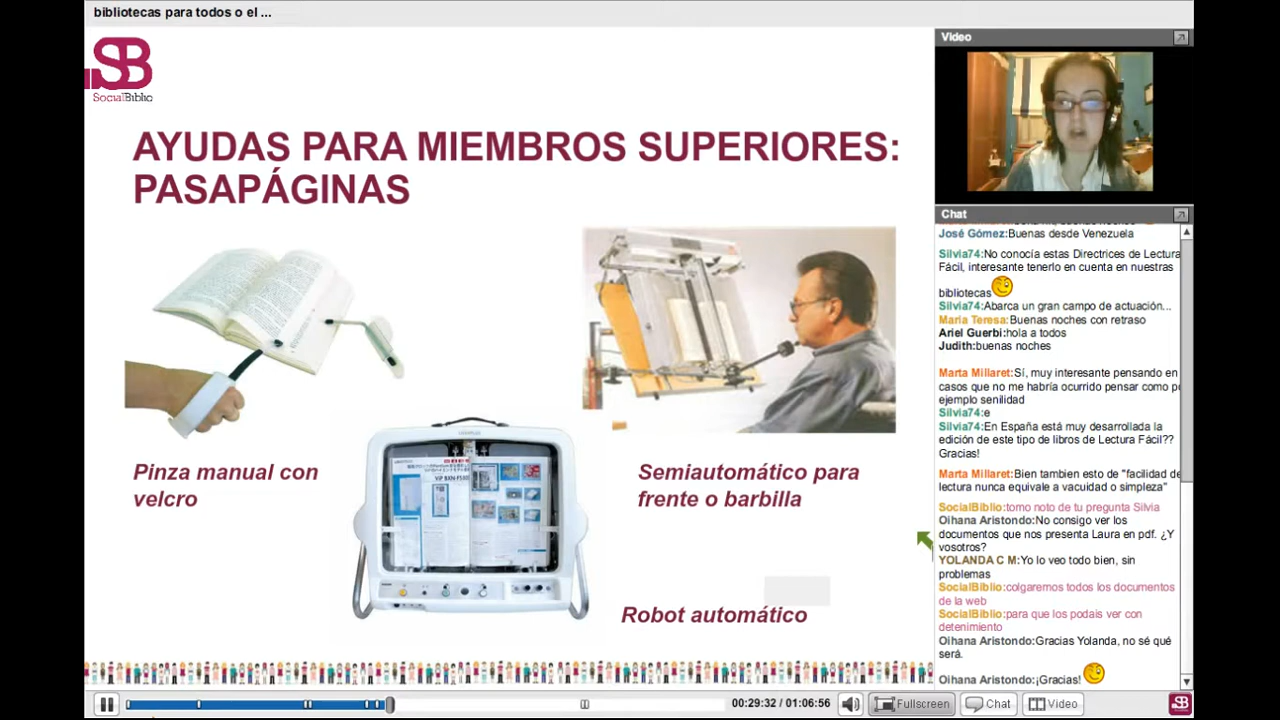 bibliotecas para todos o el ...
SB
SocialBiblio
AYUDAS PARA MIEMBROS SUPERIORES:
PASAPÁGINAS
Pinza manual con
velcro
Semiautomático para
frente o barbilla
Robot automático
Video
Chat
José Gómez:Buenas desde Venezuela
Silvia74:No conocía estas Directrices de Lectura
Fácil, interesante tenerlo en cuenta en nuestras
bibliotecas
Silvia74:Abarca un gran campo de actuación...
Maria Teresa:Buenas noches con retraso
Ariel Guerbi:hola a todos
Judith:buenas noches
Marta Millaret:Sí, muy interesante pensando en
casos que no me habría ocurrido pensar como po
ejemplo senilidad
Silvia74:e
Silvia74:En España está muy desarrollada la
edición de este tipo de libros de Lectura Fácil??
Gracias!
Marta Millaret:Bien tambien esto de "facilidad de
lectura nunca equivale a vacuidad o simpleza"
SocialBiblio:tomo noto de tu pregunta Silvia
Oihana Aristondo:No consigo ver los
documentos que nos presenta Laura en pdf. ¿Y
vosotros?
YOLANDA C M:Yo lo veo todo bien, sin
problemas
SocialBiblio:colgaremos todos los documentos
de la web
SocialBiblio:para que los podais ver con
detenimiento
Oihana Aristondo:Gracias Yolanda, no sé qué
será.
Oihana Aristondo:¡Gracias!
00:29:32 / 01:06:56
Fullscreen
Chat
Video
SB